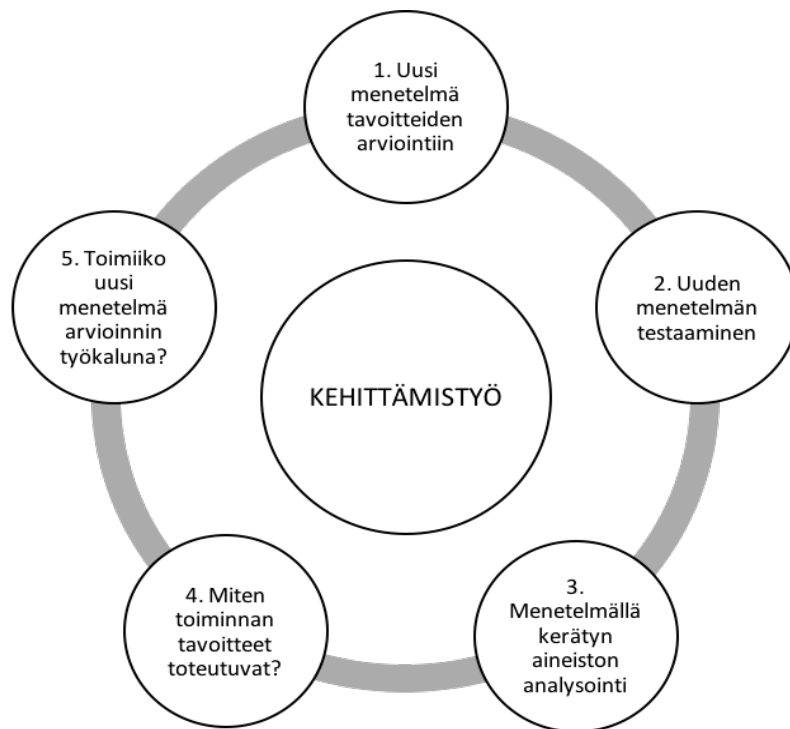 1. Uusi
menetelmä
tavoitteiden
arviointiin
2. Uuden
menetelmän
testaaminen
3.
Menetelmällä
kerätyn
aineiston
analysointi
4. Miten
toiminnan
tavoitteet
toteutuvat?
5. Toimiiko
uusi
menetelmä
arvioinnin
työkaluna?
KEHITTÄMISTYÖ